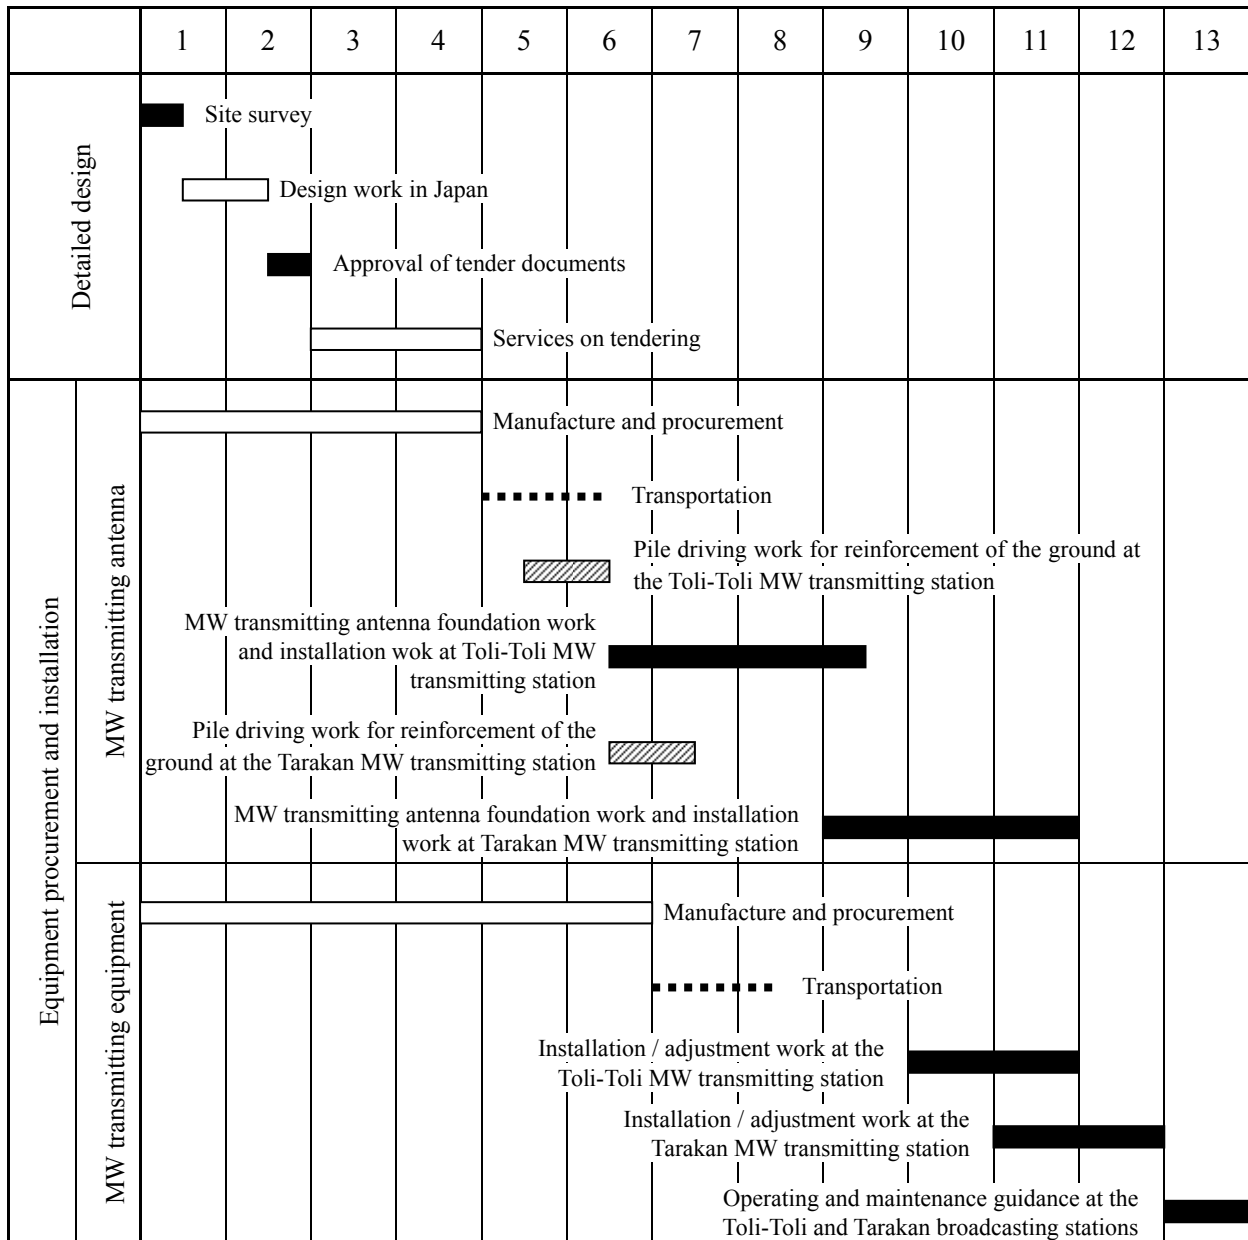 1 2 3 4 5 6 7 8 9 10 11 12 13
Detailed design
Site survey
Design work in Japan
Approval of tender documents
Services on tendering
Equipment procurement and installation
MW transmitting antenna
Manufacture and procurement
Transportation
Pile driving work for reinforcement of the ground at
the Toli-Toli MW transmitting station
MW transmitting antenna foundation work
and installation wok at Toli-Toli MW
transmitting station
Pile driving work for reinforcement of the
ground at the Tarakan MW transmitting station
MW transmitting antenna foundation work and installation
work at Tarakan MW transmitting station
MW transmitting equipment
Manufacture and procurement
Transportation
Installation / adjustment work at the
Toli-Toli MW transmitting station
Installation / adjustment work at the
Tarakan MW transmitting station
Operating and maintenance guidance at the
Toli-Toli and Tarakan broadcasting stations